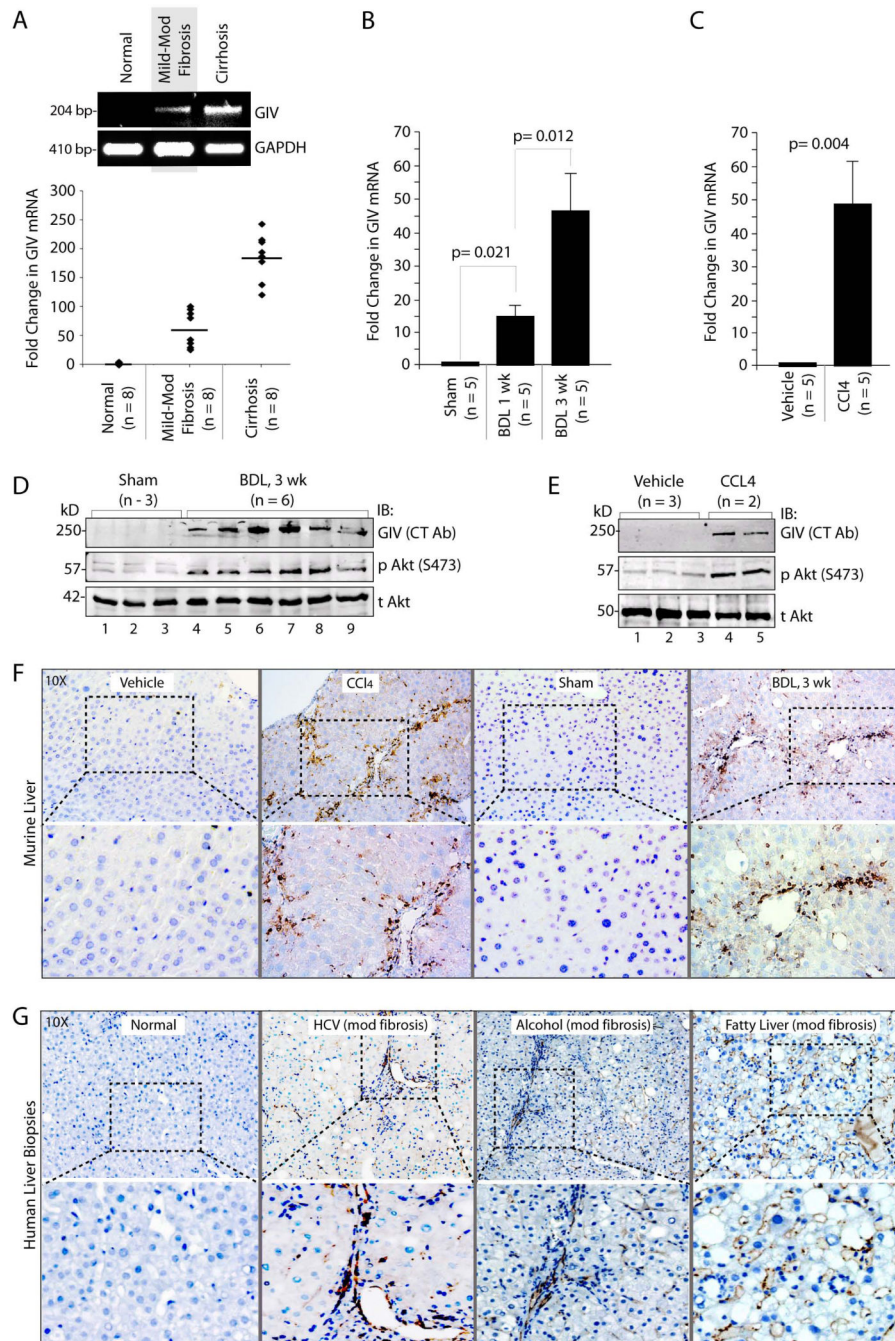 A
Normal
Mild-Mod
Fibrosis
Cirrhosis
204 bp-
GIV
410 bp-
GAPDH
Fold Change in GIV mRNA
300
250
200
150
100
50
0
Normal
(n = 8)
Mild-Mod
Fibrosis
(n = 8)
Cirrhosis
(n = 8)
B
Fold Change in GIV mRNA
70
60
50
40
30
20
15
10
5
0
p= 0.012
p= 0.021
Sham
(n = 5)
BDL 1 wk
(n = 5)
BDL 3 wk
(n = 5)
C
Fold Change in GIV mRNA
70
60
50
40
30
20
15
10
5
0
p= 0.004
Vehicle
(n = 5)
CCl4
(n = 5)
D
Sham
(n - 3)
BDL, 3 wk
(n = 6)
kD
IB:
250
GIV (CT Ab)
57
p Akt (S473)
42
t Akt
1 2 3 4 5 6 7 8 9
E
Vehicle
(n = 3)
CCL4
(n = 2)
kD
IB:
250
GIV (CT Ab)
57
p Akt (S473)
50
t Akt
1 2 3 4 5
F
Murine Liver
10X
Vehicle
CCl4
Sham
BDL, 3 wk
G
Human Liver Biopsies
10X
Normal
HCV (mod fibrosis)
Alcohol (mod fibrosis)
Fatty Liver (mod fibrosis)